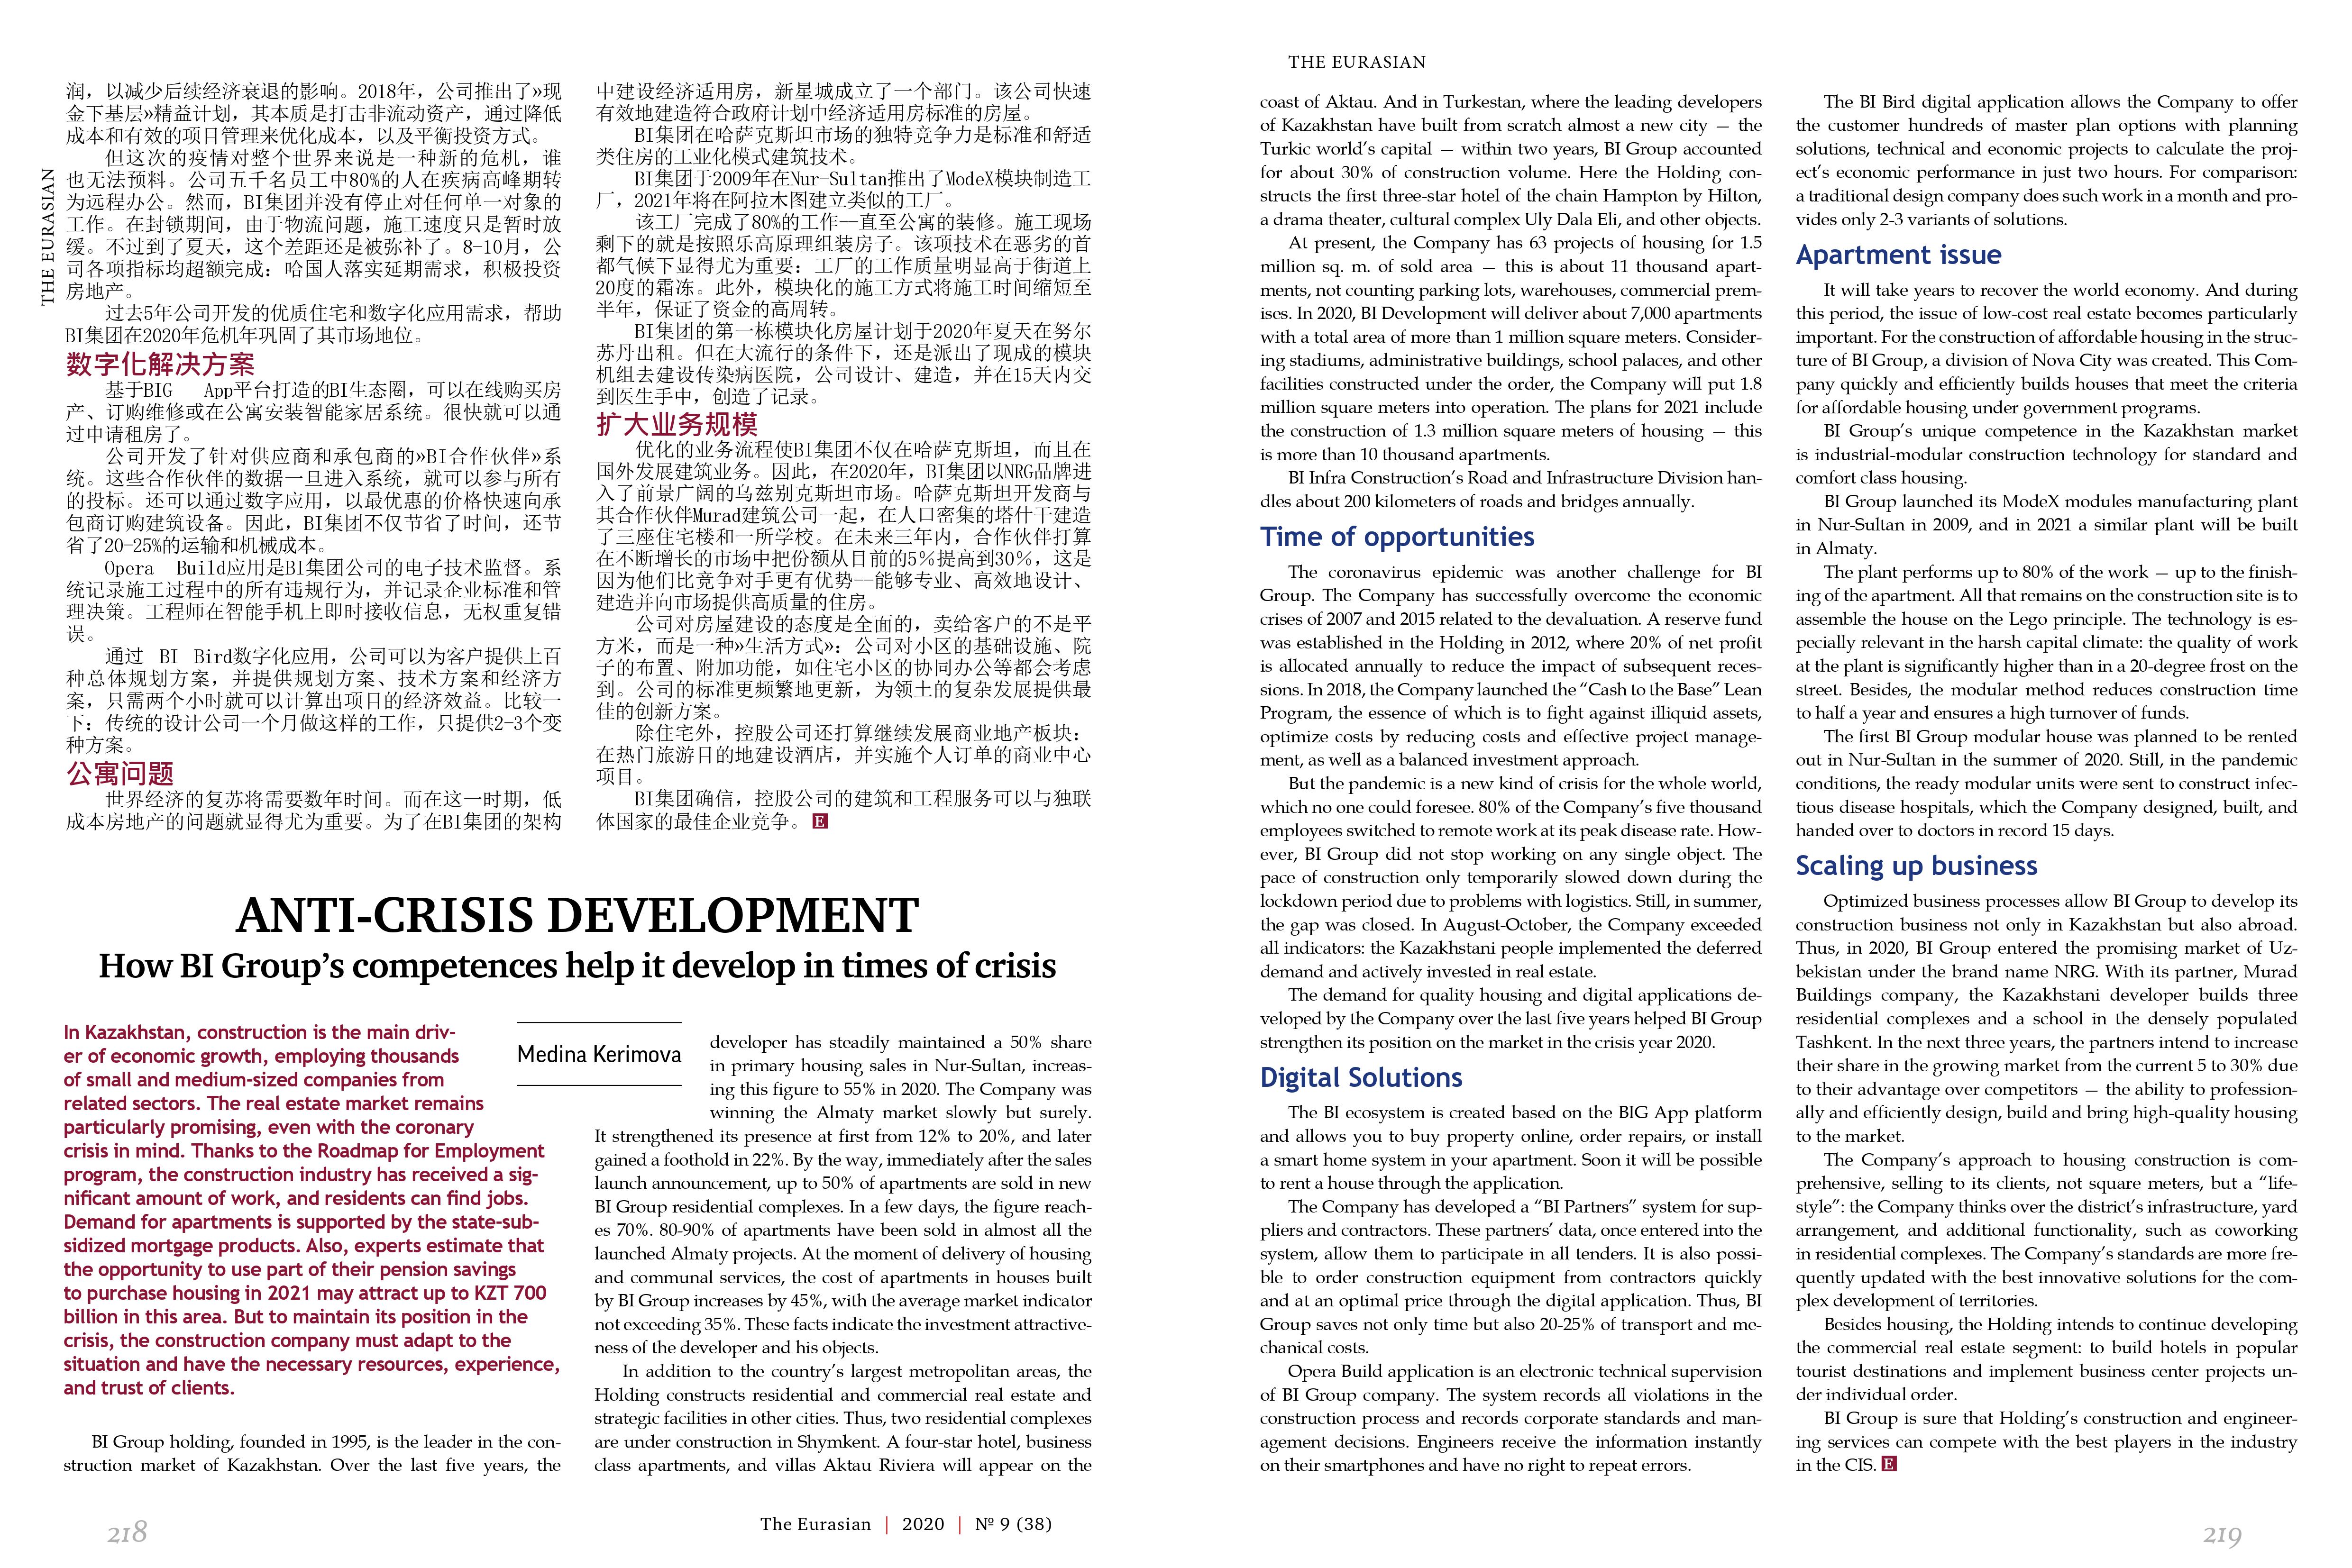 THE EURASIAN
润，以减少后续经济衰退的影响。2018年，公司推出了»现
金下基层»精益计划，其本质是打击非流动资产，通过降低
成本和有效的项目管理来优化成本，以及平衡投资方式。
但这次的疫情对整个世界来说是一种新的危机，谁
也无法预料。公司五千名员工中80%的人在疾病高峰期转
为远程办公。然而，BI集团并没有停止对任何单一对象的
工作。在封锁期间，由于物流问题，施工速度只是暂时放
缓。不过到了夏天，这个差距还是被弥补了。8-10月，公
司各项指标均超额完成：哈国人落实延期需求，积极投资
房地产。
过去5年公司开发的优质住宅和数字化应用需求，帮助
BI集团在2020年危机年巩固了其市场地位。
数字化解决方案
基于BIG App平台打造的BI生态圈，可以在线购买房
产、订购维修或在公寓安装智能家居系统。很快就可以通
过申请租房了。
公司开发了针对供应商和承包商的»BI合作伙伴»系
统。这些合作伙伴的数据一旦进入系统，就可以参与所有
的投标。还可以通过数字应用，以最优惠的价格快速向承
包商订购建筑设备。因此，BI集团不仅节省了时间，还节
省了20-25%的运输和机械成本。
Opera Build应用是BI集团公司的电子技术监督。系
统记录施工过程中的所有违规行为，并记录企业标准和管
理决策。工程师在智能手机上即时接收信息，无权重复错
误。
通过 BI Bird数字化应用，公司可以为客户提供上百
种总体规划方案，并提供规划方案、技术方案和经济方
案，只需两个小时就可以计算出项目的经济效益。比较一
下：传统的设计公司一个月做这样的工作，只提供2-3个变
种方案。
公寓问题
世界经济的复苏将需要数年时间。而在这一时期，低
成本房地产的问题就显得尤为重要。为了在BI集团的架构
中建设经济适用房，新星城成立了一个部门。该公司快速
有效地建造符合政府计划中经济适用房标准的房屋。
BI集团在哈萨克斯坦市场的独特竞争力是标准和舒适
类住房的工业化模式建筑技术。
BI集团于2009年在Nur-Sultan推出了ModeX模块制造工
厂，2021年将在阿拉木图建立类似的工厂。
该工厂完成了80%的工作--直至公寓的装修。施工现场
剩下的就是按照乐高原理组装房子。该项技术在恶劣的首
都气候下显得尤为重要：工厂的工作质量明显高于街道上
20度的霜冻。此外，模块化的施工方式将施工时间缩短至
半年，保证了资金的高周转。
BI集团的第一栋模块化房屋计划于2020年夏天在努尔
苏丹出租。但在大流行的条件下，还是派出了现成的模块
机组去建设传染病医院，公司设计、建造，并在15天内交
到医生手中，创造了记录。
扩大业务规模
优化的业务流程使BI集团不仅在哈萨克斯坦，而且在
国外发展建筑业务。因此，在2020年，BI集团以NRG品牌进
入了前景广阔的乌兹别克斯坦市场。哈萨克斯坦开发商与
其合作伙伴Murad建筑公司一起，在人口密集的塔什干建造
了三座住宅楼和一所学校。在未来三年内，合作伙伴打算
在不断增长的市场中把份额从目前的5%提高到30%，这是
因为他们比竞争对手更有优势--能够专业、高效地设计、
建造并向市场提供高质量的住房。
公司对房屋建设的态度是全面的，卖给客户的不是平
方米，而是一种»生活方式»：公司对小区的基础设施、院
子的布置、附加功能，如住宅小区的协同办公等都会考虑
到。公司的标准更频繁地更新，为领土的复杂发展提供最
佳的创新方案。
除住宅外，控股公司还打算继续发展商业地产板块：
在热门旅游目的地建设酒店，并实施个人订单的商业中心
项目。
BI集团确信，控股公司的建筑和工程服务可以与独联
体国家的最佳企业竞争。 E
ANTI-CRISIS DEVELOPMENT
How BI Group’s competences help it develop in times of crisis
In Kazakhstan, construction is the main driv-
er of economic growth, employing thousands
of small and medium-sized companies from
related sectors. The real estate market remains
particularly promising, even with the coronary
crisis in mind. Thanks to the Roadmap for Employment
program, the construction industry has received a sig-
nificant amount of work, and residents can find jobs.
Demand for apartments is supported by the state-sub-
sidized mortgage products. Also, experts estimate that
the opportunity to use part of their pension savings
to purchase housing in 2021 may attract up to KZT 700
billion in this area. But to maintain its position in the
crisis, the construction company must adapt to the
situation and have the necessary resources, experience,
and trust of clients.
Medina Kerimova
BI Group holding, founded in 1995, is the leader in the con-
struction market of Kazakhstan. Over the last five years, the
developer has steadily maintained a 50% share
in primary housing sales in Nur-Sultan, increas-
ing this figure to 55% in 2020. The Company was
winning the Almaty market slowly but surely.
It strengthened its presence at first from 12% to 20%, and later
gained a foothold in 22%. By the way, immediately after the sales
launch announcement, up to 50% of apartments are sold in new
BI Group residential complexes. In a few days, the figure reach-
es 70%. 80-90% of apartments have been sold in almost all the
launched Almaty projects. At the moment of delivery of housing
and communal services, the cost of apartments in houses built
by BI Group increases by 45%, with the average market indicator
not exceeding 35%. These facts indicate the investment attractive-
ness of the developer and his objects.
In addition to the country’s largest metropolitan areas, the
Holding constructs residential and commercial real estate and
strategic facilities in other cities. Thus, two residential complexes
are under construction in Shymkent. A four-star hotel, business
class apartments, and villas Aktau Riviera will appear on the
218
The Eurasian | 2020 | № 9 (38)
THE EURASIAN
coast of Aktau. And in Turkestan, where the leading developers
of Kazakhstan have built from scratch almost a new city — the
Turkic world’s capital — within two years, BI Group accounted
for about 30% of construction volume. Here the Holding con-
structs the first three-star hotel of the chain Hampton by Hilton,
a drama theater, cultural complex Uly Dala Eli, and other objects.
At present, the Company has 63 projects of housing for 1.5
million sq. m. of sold area — this is about 11 thousand apart-
ments, not counting parking lots, warehouses, commercial prem-
ises. In 2020, BI Development will deliver about 7,000 apartments
with a total area of more than 1 million square meters. Consider-
ing stadiums, administrative buildings, school palaces, and other
facilities constructed under the order, the Company will put 1.8
million square meters into operation. The plans for 2021 include
the construction of 1.3 million square meters of housing — this
is more than 10 thousand apartments.
BI Infra Construction’s Road and Infrastructure Division han-
dles about 200 kilometers of roads and bridges annually.
Time of opportunities
The coronavirus epidemic was another challenge for BI
Group. The Company has successfully overcome the economic
crises of 2007 and 2015 related to the devaluation. A reserve fund
was established in the Holding in 2012, where 20% of net profit
is allocated annually to reduce the impact of subsequent reces-
sions. In 2018, the Company launched the “Cash to the Base” Lean
Program, the essence of which is to fight against illiquid assets,
optimize costs by reducing costs and effective project manage-
ment, as well as a balanced investment approach.
But the pandemic is a new kind of crisis for the whole world,
which no one could foresee. 80% of the Company’s five thousand
employees switched to remote work at its peak disease rate. How-
ever, BI Group did not stop working on any single object. The
pace of construction only temporarily slowed down during the
lockdown period due to problems with logistics. Still, in summer,
the gap was closed. In August-October, the Company exceeded
all indicators: the Kazakhstani people implemented the deferred
demand and actively invested in real estate.
The demand for quality housing and digital applications de-
veloped by the Company over the last five years helped BI Group
strengthen its position on the market in the crisis year 2020.
Digital Solutions
The BI ecosystem is created based on the BIG App platform
and allows you to buy property online, order repairs, or install
a smart home system in your apartment. Soon it will be possible
to rent a house through the application.
The Company has developed a “BI Partners” system for sup-
pliers and contractors. These partners’ data, once entered into the
system, allow them to participate in all tenders. It is also possi-
ble to order construction equipment from contractors quickly
and at an optimal price through the digital application. Thus, BI
Group saves not only time but also 20-25% of transport and me-
chanical costs.
Opera Build application is an electronic technical supervision
of BI Group company. The system records all violations in the
construction process and records corporate standards and man-
agement decisions. Engineers receive the information instantly
on their smartphones and have no right to repeat errors.
The BI Bird digital application allows the Company to offer
the customer hundreds of master plan options with planning
solutions, technical and economic projects to calculate the proj-
ect’s economic performance in just two hours. For comparison:
a traditional design company does such work in a month and pro-
vides only 2-3 variants of solutions.
Apartment issue
It will take years to recover the world economy. And during
this period, the issue of low-cost real estate becomes particularly
important. For the construction of affordable housing in the struc-
ture of BI Group, a division of Nova City was created. This Com-
pany quickly and efficiently builds houses that meet the criteria
for affordable housing under government programs.
BI Group’s unique competence in the Kazakhstan market
is industrial-modular construction technology for standard and
comfort class housing.
BI Group launched its ModeX modules manufacturing plant
in Nur-Sultan in 2009, and in 2021 a similar plant will be built
in Almaty.
The plant performs up to 80% of the work — up to the finish-
ing of the apartment. All that remains on the construction site is to
assemble the house on the Lego principle. The technology is es-
pecially relevant in the harsh capital climate: the quality of work
at the plant is significantly higher than in a 20-degree frost on the
street. Besides, the modular method reduces construction time
to half a year and ensures a high turnover of funds.
The first BI Group modular house was planned to be rented
out in Nur-Sultan in the summer of 2020. Still, in the pandemic
conditions, the ready modular units were sent to construct infec-
tious disease hospitals, which the Company designed, built, and
handed over to doctors in record 15 days.
Scaling up business
Optimized business processes allow BI Group to develop its
construction business not only in Kazakhstan but also abroad.
Thus, in 2020, BI Group entered the promising market of Uz-
bekistan under the brand name NRG. With its partner, Murad
Buildings company, the Kazakhstani developer builds three
residential complexes and a school in the densely populated
Tashkent. In the next three years, the partners intend to increase
their share in the growing market from the current 5 to 30% due
to their advantage over competitors — the ability to profession-
ally and efficiently design, build and bring high-quality housing
to the market.
The Company’s approach to housing construction is com-
prehensive, selling to its clients, not square meters, but a “life-
style”: the Company thinks over the district’s infrastructure, yard
arrangement, and additional functionality, such as coworking
in residential complexes. The Company’s standards are more fre-
quently updated with the best innovative solutions for the com-
plex development of territories.
Besides housing, the Holding intends to continue developing
the commercial real estate segment: to build hotels in popular
tourist destinations and implement business center projects un-
der individual order.
BI Group is sure that Holding’s construction and engineer-
ing services can compete with the best players in the industry
in the CIS. E
219